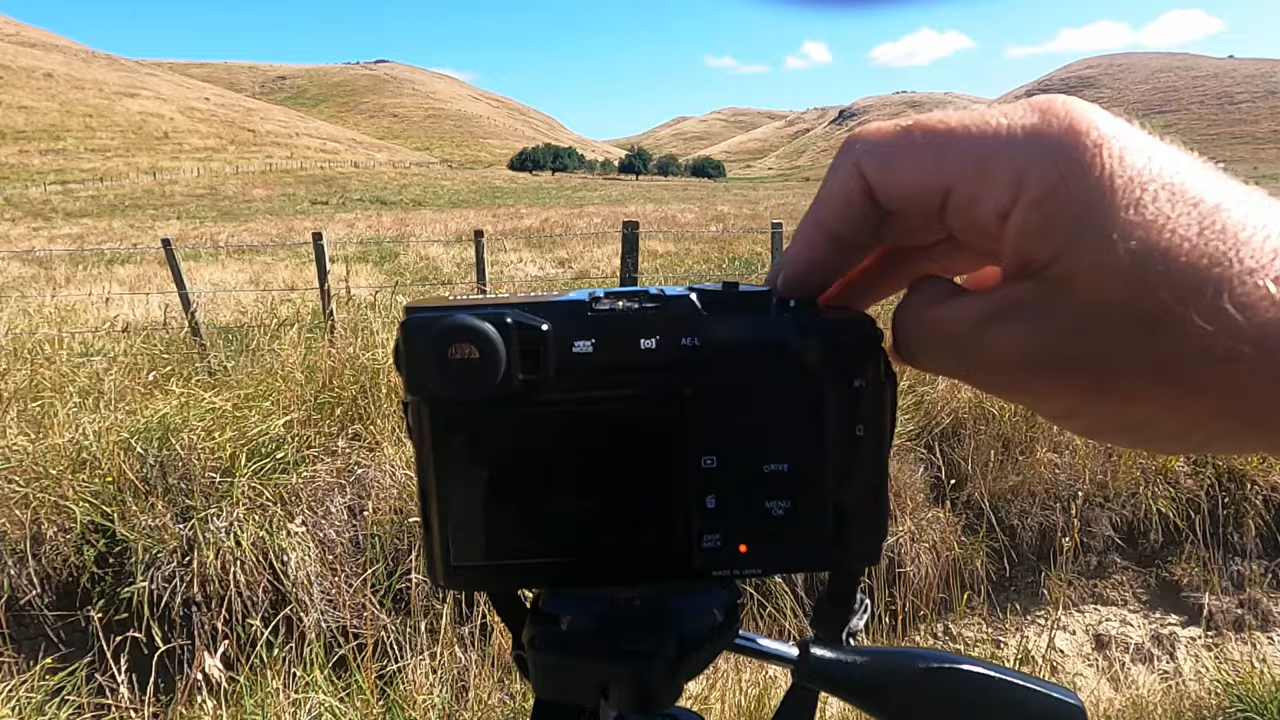 VIEW
MODE
AE-L
DRIVE
MENU
OK
DISP
BACK
MADE IN JAPAN